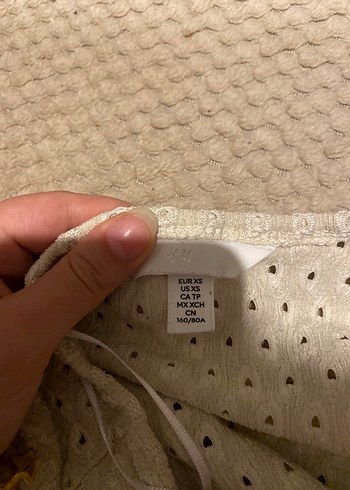 EUR XS
US XS
CA TP
MX XCH
CN
160/80A